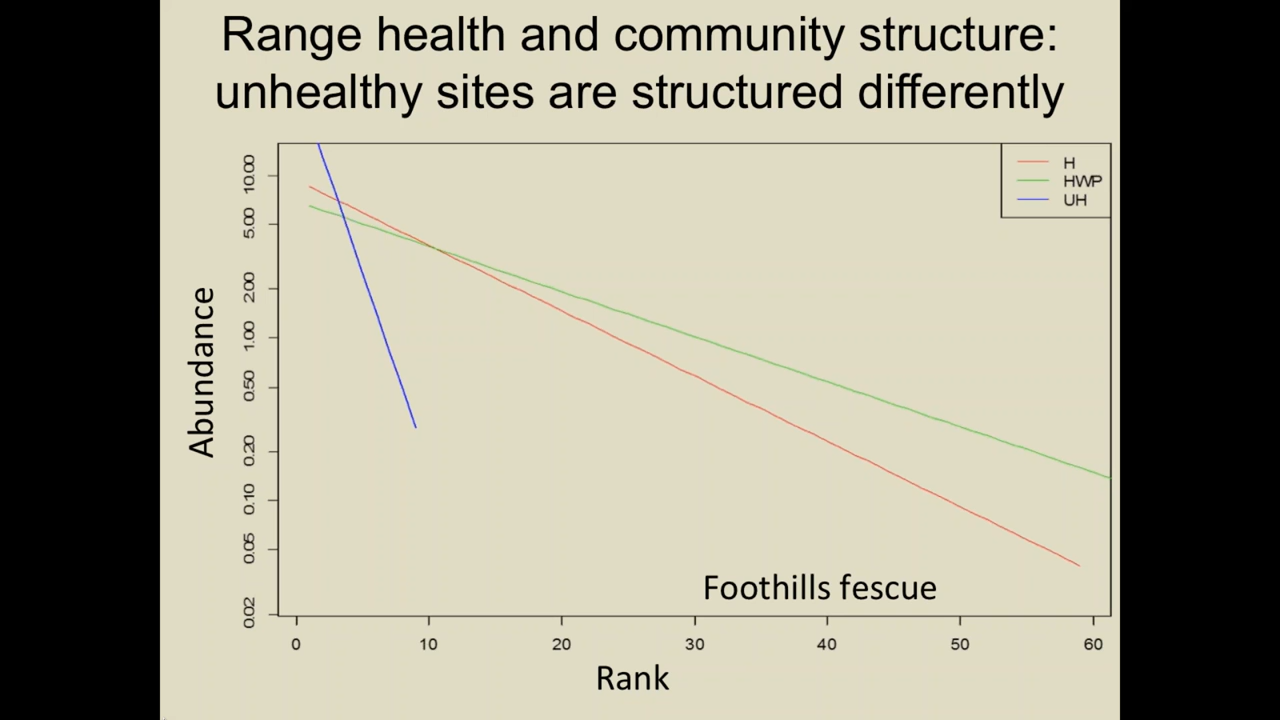 Range health and community structure:
unhealthy sites are structured differently
H
HWP
UH
Abundance
10.00
5.00
2.00
1.00
0.50
0.20
0.10
0.05
0.02
Foothills fescue
0 10 20 30 40 50 60
Rank